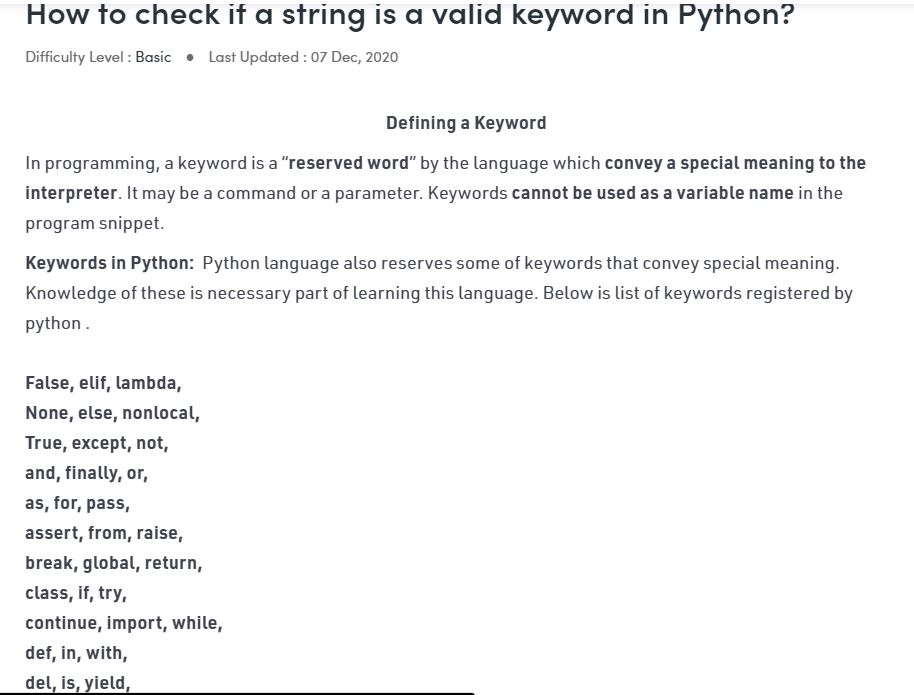 How to check if a string is a valid keyword in Python?
Difficulty Level : Basic ● Last Updated : 07 Dec, 2020
Defining a Keyword
In programming, a keyword is a “reserved word” by the language which convey a special meaning to the
interpreter. It may be a command or a parameter. Keywords cannot be used as a variable name in the
program snippet.
Keywords in Python: Python language also reserves some of keywords that convey special meaning.
Knowledge of these is necessary part of learning this language. Below is list of keywords registered by
python .
False, elif, lambda,
None, else, nonlocal,
True, except, not,
and, finally, or,
as, for, pass,
assert, from, raise,
break, global, return,
class, if, try,
continue, import, while,
def, in, with,
del, is, yield,